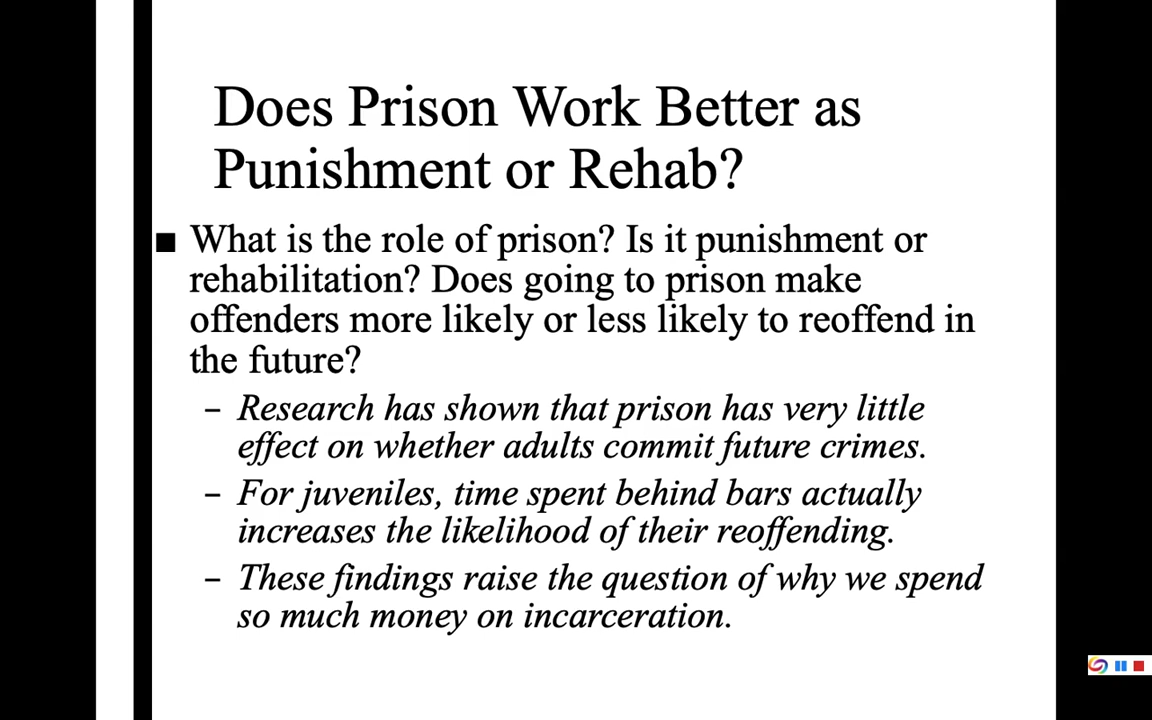 Does Prison Work Better as
Punishment or Rehab?
■ What is the role of prison? Is it punishment or
rehabilitation? Does going to prison make
offenders more likely or less likely to reoffend in
the future?
– Research has shown that prison has very little
effect on whether adults commit future crimes.
– For juveniles, time spent behind bars actually
increases the likelihood of their reoffending.
– These findings raise the question of why we spend
so much money on incarceration.